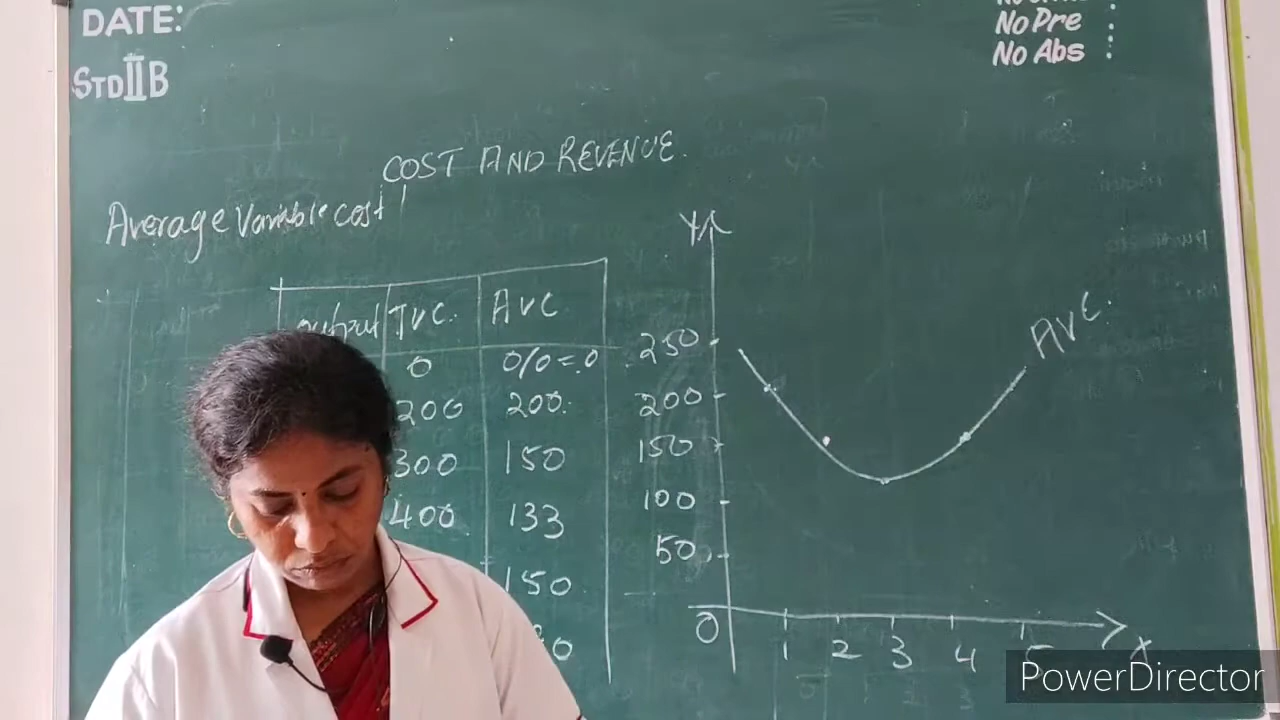 DATE:
STD II B
No Pre :
No Abs :
COST AND REVENUE.
Average Variable cost
output TVC. AVC
0 0/0 = 0
200 200.
300 150
400 133
150
Y
250
200
150
100
50
0
1 2 3 4 5
X
AVC.
PowerDirector